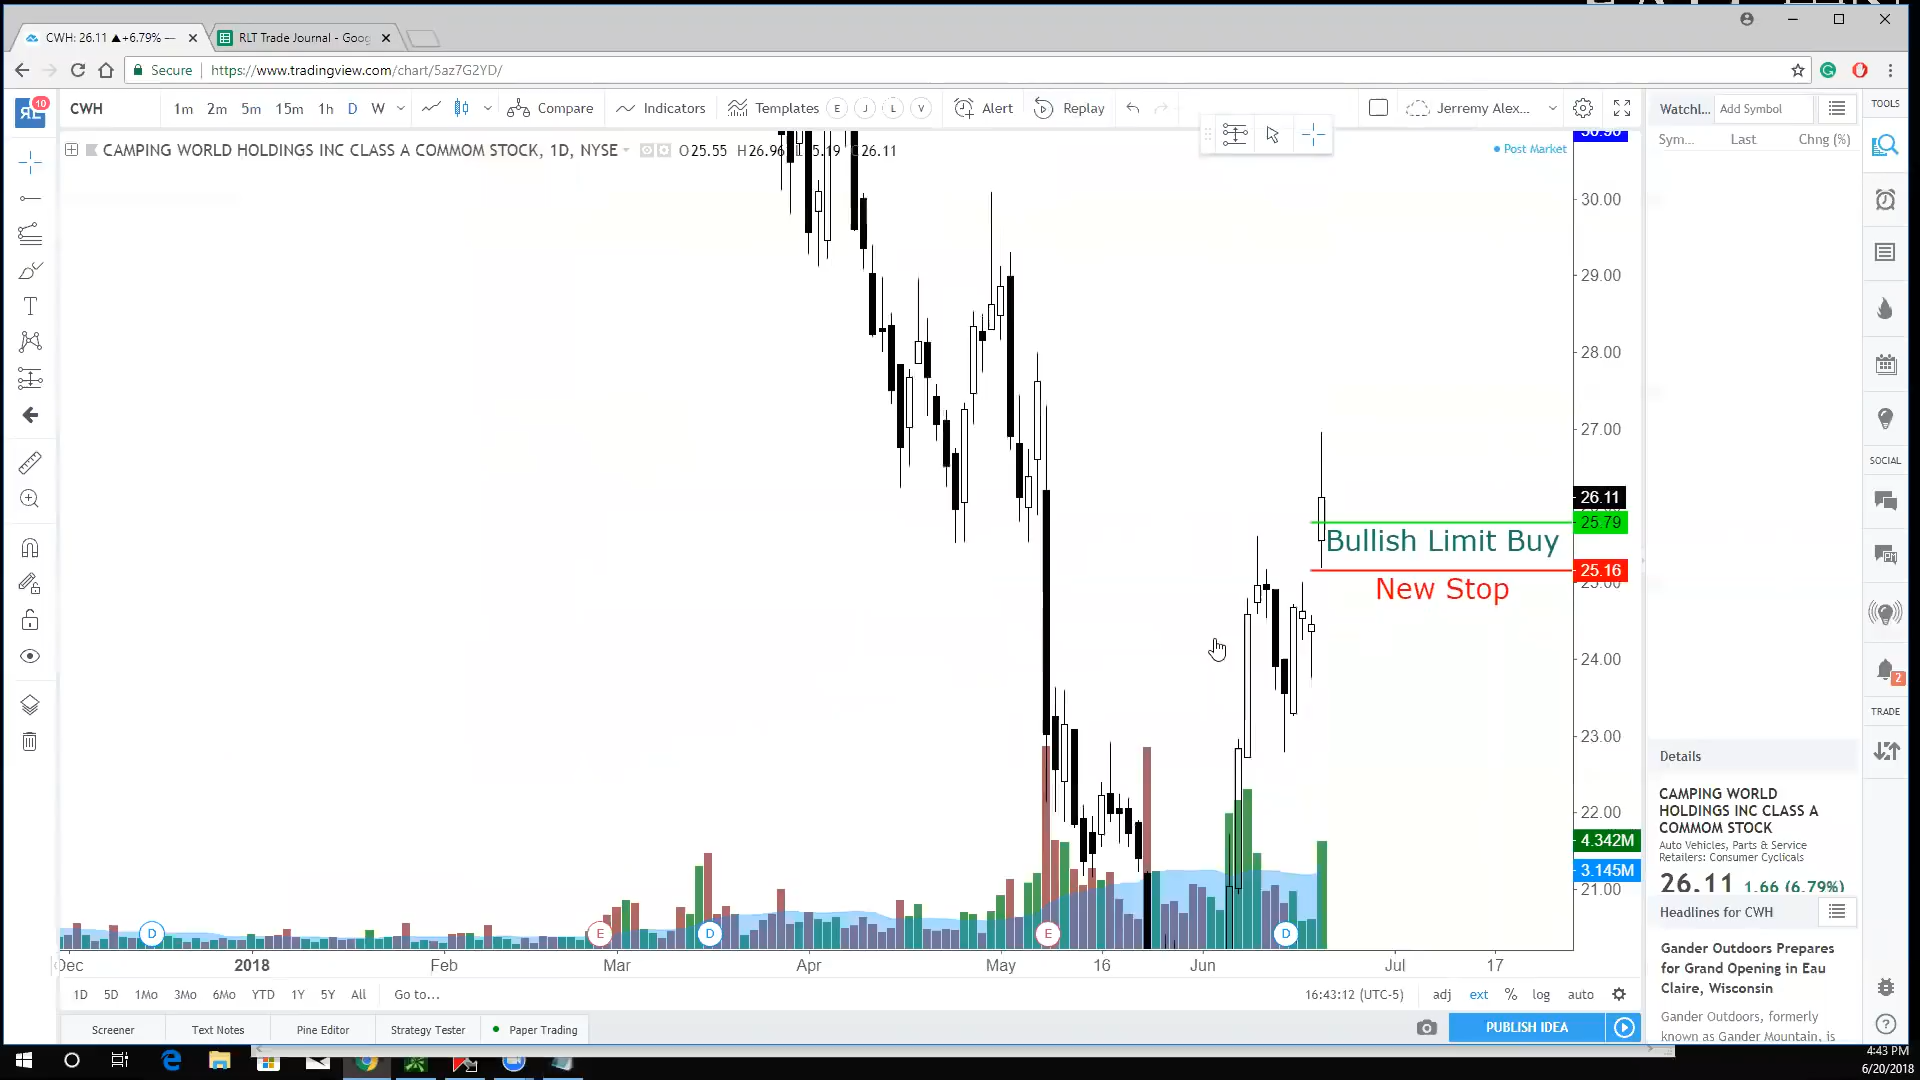 CWH: 26.11 ▲+6.79% —
RLT Trade Journal - Goog
Secure
https://www.tradingview.com/chart/5az7G2YD/
10
CWH
1m 2m 5m 15m 1h D W
Compare
Indicators
Templates E J L V
Alert
Replay
Jerremy Alex...
Watchl...
Add Symbol
TOOLS
Sym... Last Chng (%)
CAMPING WORLD HOLDINGS INC CLASS A COMMOM STOCK, 1D, NYSE
O25.55 H26.96 5.19 26.11
Post Market
30.00
29.00
28.00
27.00
26.11
25.79
Bullish Limit Buy
25.16
New Stop
24.00
23.00
22.00
4.342M
3.145M
21.00
SOCIAL
2
TRADE
Details
CAMPING WORLD
HOLDINGS INC CLASS A
COMMOM STOCK
Auto Vehicles, Parts & Service
Retailers: Consumer Cyclicals
26.11 1.66 (6.79%)
Headlines for CWH
Gander Outdoors Prepares
for Grand Opening in Eau
Claire, Wisconsin
Gander Outdoors, formerly
known as Gander Mountain, is
D E D E D
Dec 2018 Feb Mar Apr May 16 Jun Jul 17
1D 5D 1Mo 3Mo 6Mo YTD 1Y 5Y All Go to...
16:43:12 (UTC-5) adj ext % log auto
Screener Text Notes Pine Editor Strategy Tester Paper Trading
PUBLISH IDEA
4:43 PM
6/20/2018